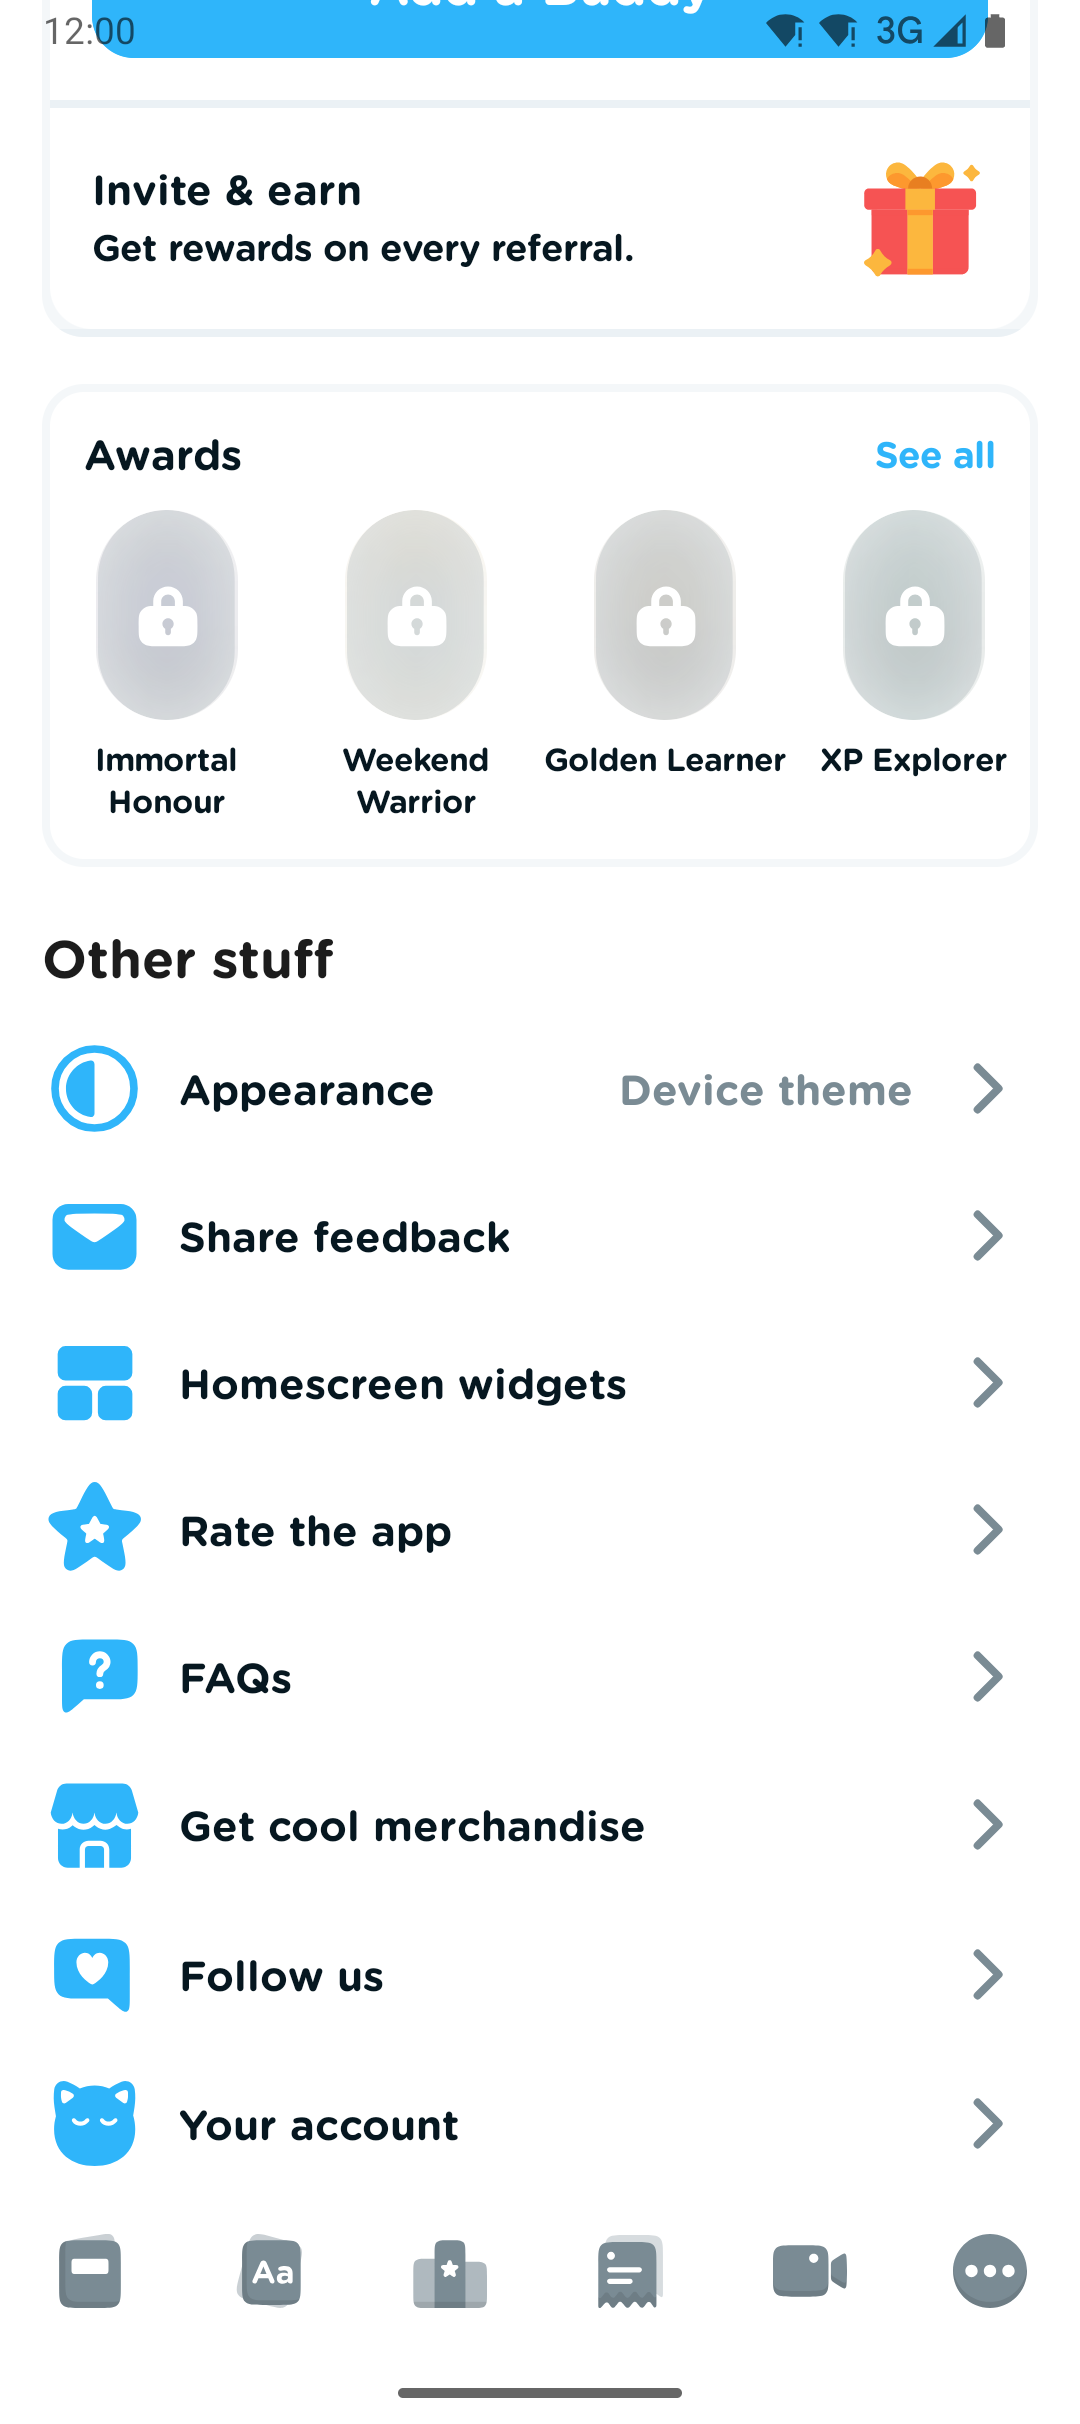 Add a Buddy
12:00
3G
Invite & earn
Get rewards on every referral.
Awards
See all
Immortal
Honour
Weekend
Warrior
Golden Learner
XP Explorer
Other stuff
Appearance
Device theme
Share feedback
Homescreen widgets
Rate the app
FAQs
Get cool merchandise
Follow us
Your account
Aa